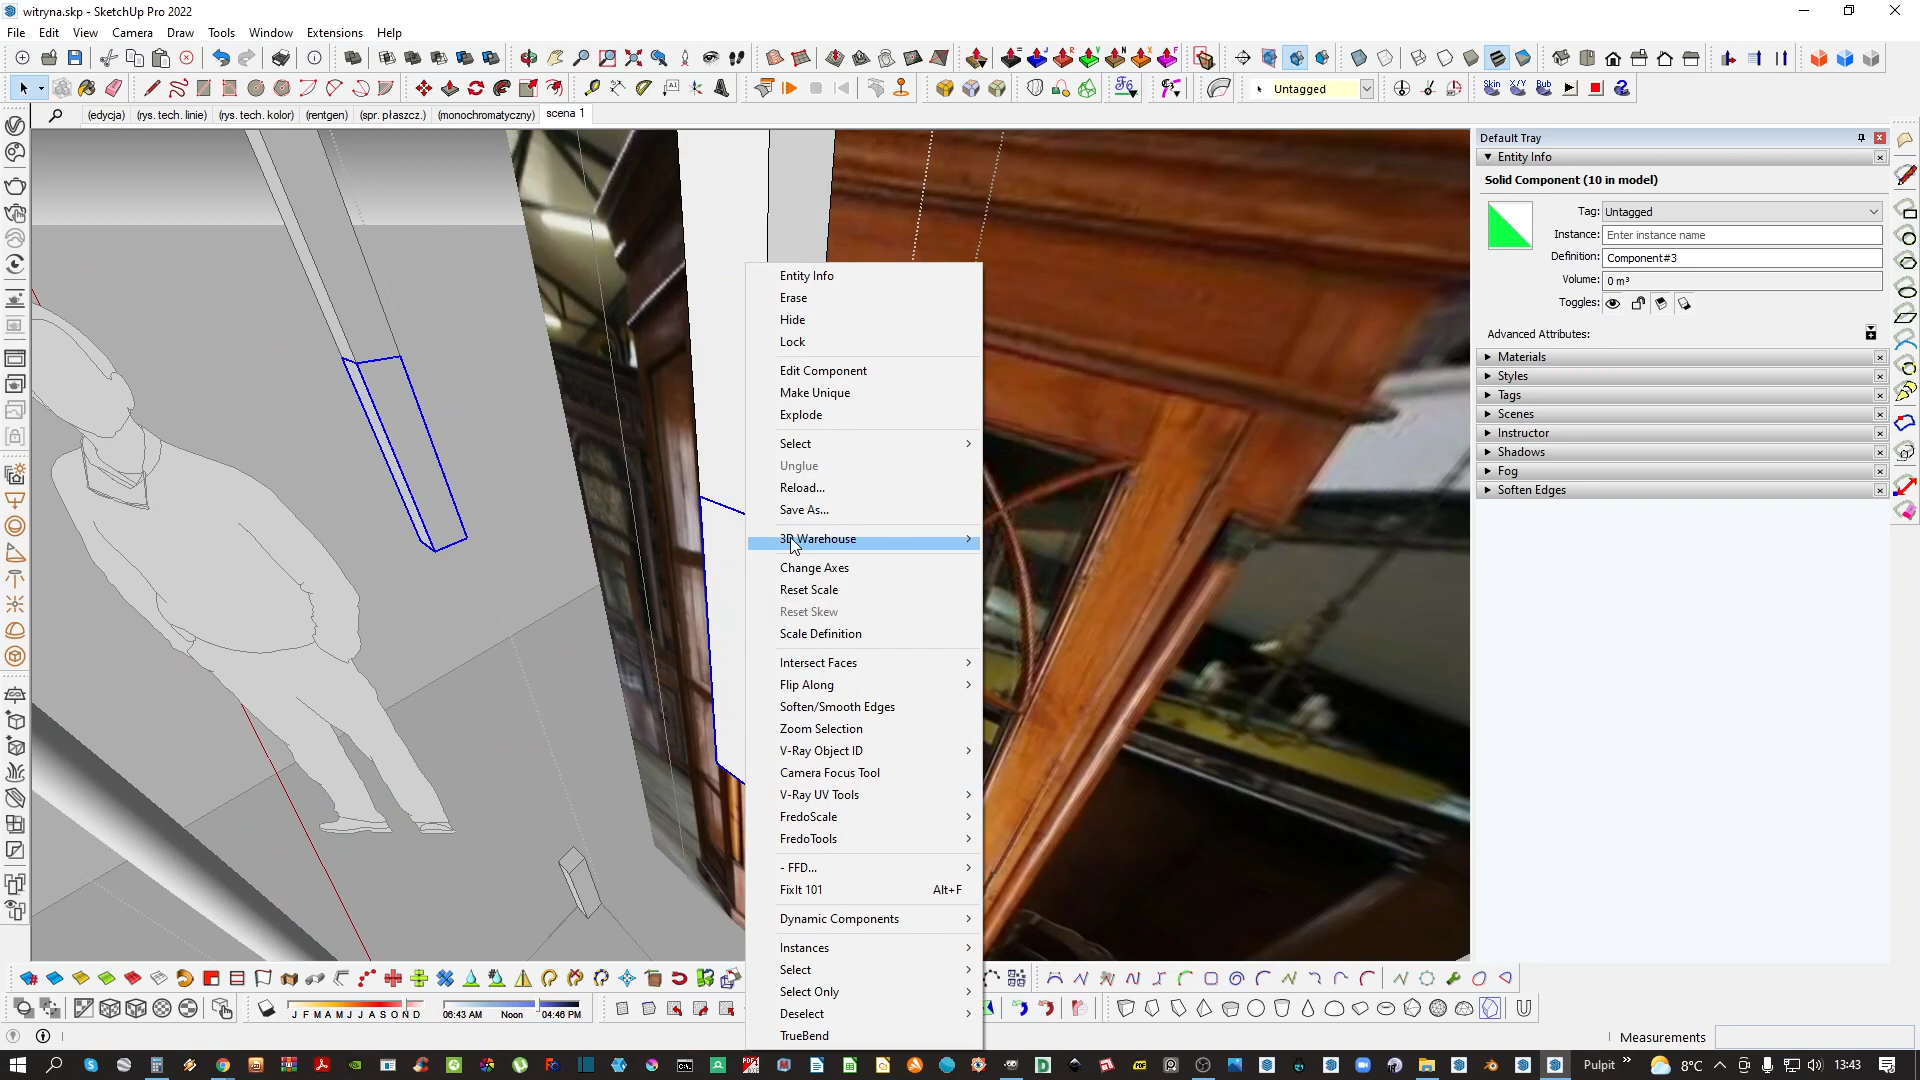 witryna.skp - SketchUp Pro 2022
File Edit View Camera Draw Tools Window Extensions Help
Untagged
Skin X/Y Bub
(edycja) (rys. tech. linie) (rys. tech. kolor) (rentgen) (spr. płaszcz.) (monochromatyczny) scena 1
Default Tray
Entity Info
Solid Component (10 in model)
Tag: Untagged
Instance: Enter instance name
Definition: Component#3
Volume: 0 m³
Toggles:
Advanced Attributes:
Materials
Styles
Tags
Scenes
Instructor
Shadows
Fog
Soften Edges
Entity Info
Erase
Hide
Lock
Edit Component
Make Unique
Explode
Select
Unglue
Reload...
Save As...
3D Warehouse
Change Axes
Reset Scale
Reset Skew
Scale Definition
Intersect Faces
Flip Along
Soften/Smooth Edges
Zoom Selection
V-Ray Object ID
Camera Focus Tool
V-Ray UV Tools
FredoScale
FredoTools
- FFD...
FixIt 101 Alt+F
Dynamic Components
Instances
Select
Select Only
Deselect
TrueBend
J F M A M J J A S O N D 06:43 AM Noon 04:46 PM
Measurements
Pulpit 8°C 13:43